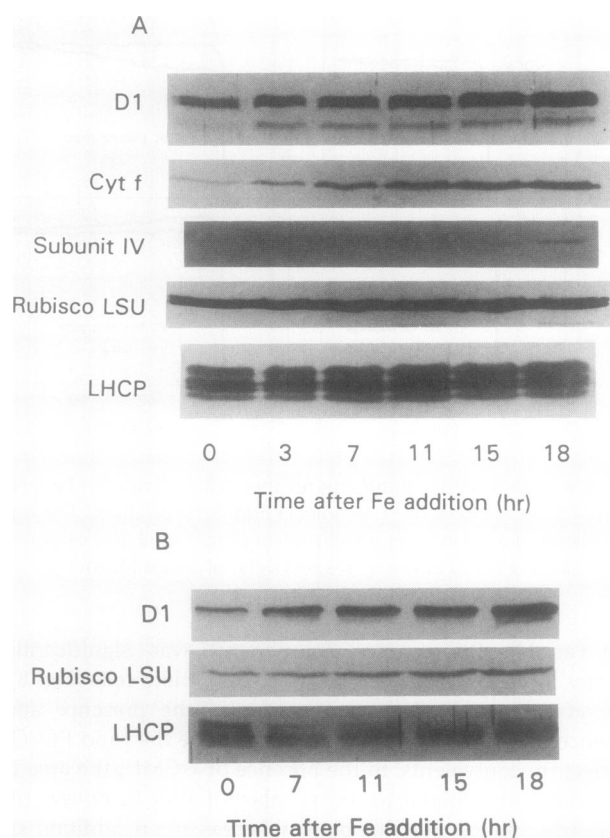 A
D1
Cyt f
Subunit IV
Rubisco LSU
LHCP
0 3 7 11 15 18
Time after Fe addition (hr)
B
D1
Rubisco LSU
LHCP
0 7 11 15 18
Time after Fe addition (hr)